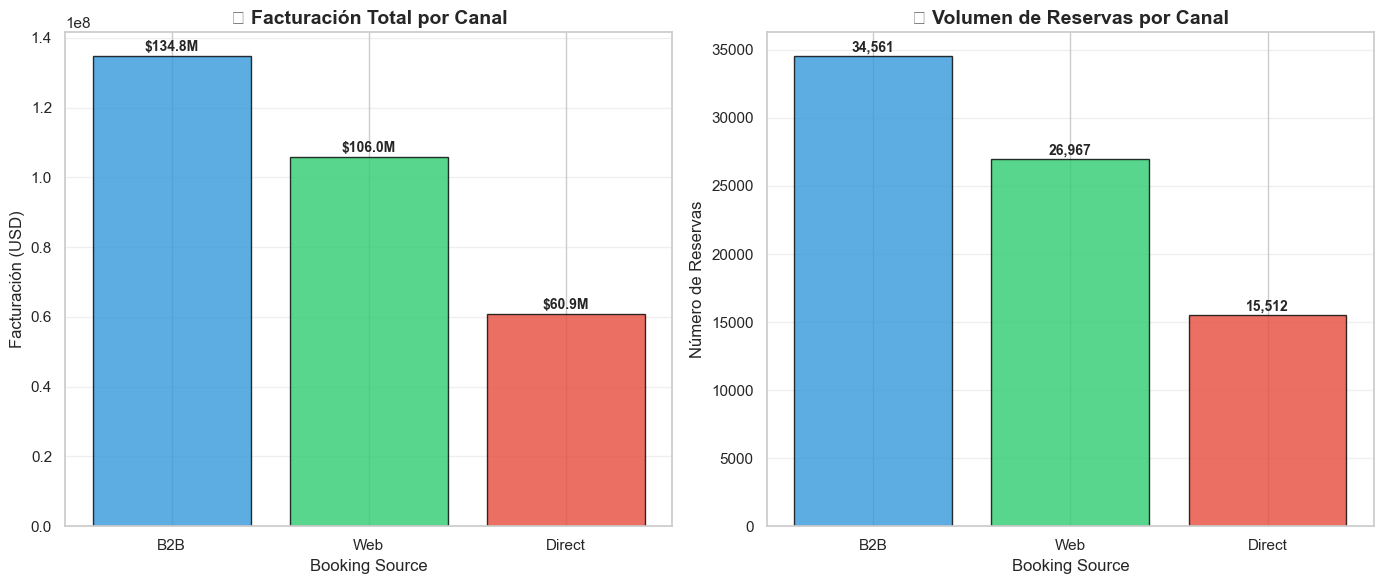 Facturación Total por Canal
1e8
1.4
1.2
1.0
0.8
0.6
0.4
0.2
0.0
Facturación (USD)
$134.8M
$106.0M
$60.9M
B2B
Web
Direct
Booking Source
Volumen de Reservas por Canal
35000
30000
25000
20000
15000
10000
5000
0
Número de Reservas
34,561
26,967
15,512
B2B
Web
Direct
Booking Source